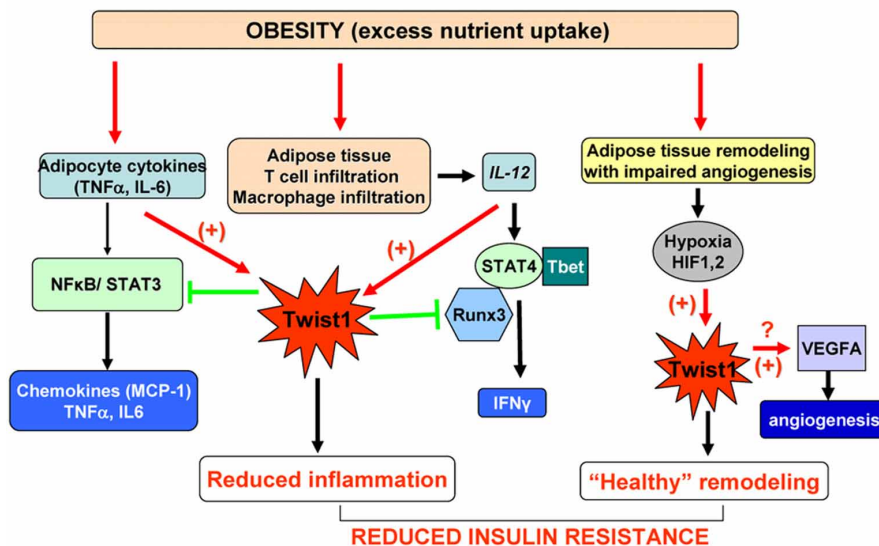 OBESITY (excess nutrient uptake)
Adipocyte cytokines
(TNFα, IL-6)
Adipose tissue
T cell infiltration
Macrophage infiltration
IL-12
Adipose tissue remodeling
with impaired angiogenesis
(+)
(+)
Hypoxia
HIF1,2
NFκB/ STAT3
STAT4
Tbet
Runx3
Twist1
(+)
?
(+)
VEGFA
Twist1
Chemokines (MCP-1)
TNFα, IL6
IFNγ
angiogenesis
Reduced inflammation
“Healthy” remodeling
REDUCED INSULIN RESISTANCE